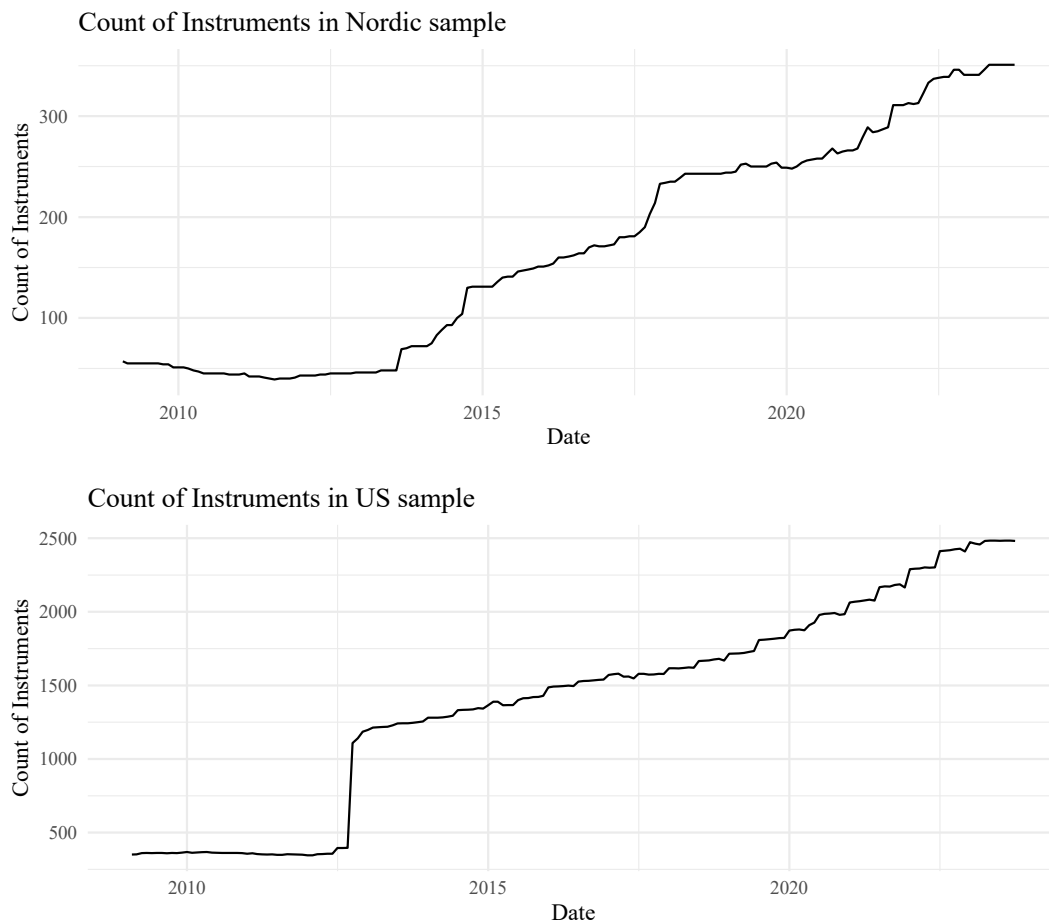 Count of Instruments in Nordic sample
Count of Instruments
300
200
100
2010 2015 2020
Date
Count of Instruments in US sample
Count of Instruments
2500
2000
1500
1000
500
2010 2015 2020
Date